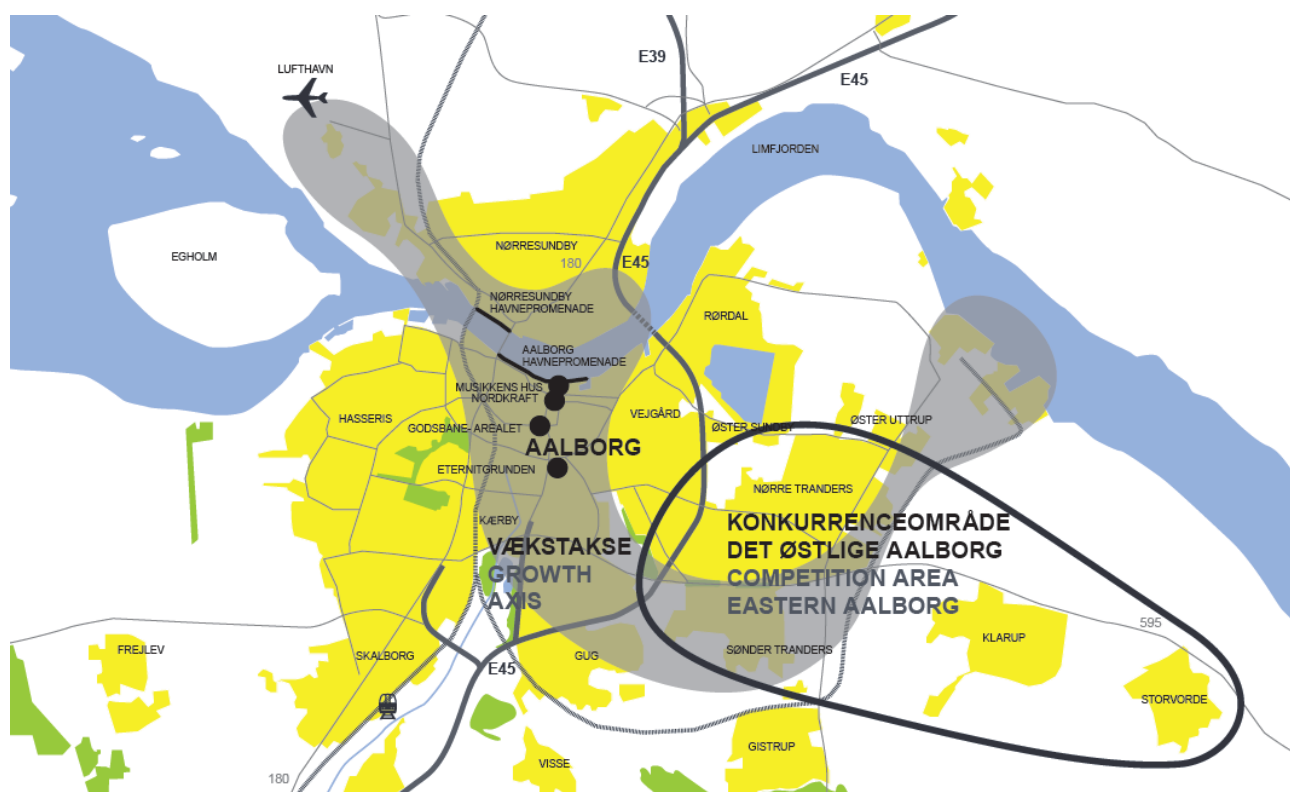 E39
E45
LUFTHAVN
LIMFJORDEN
NØRRESUNDBY
EGHOLM
180
E45
NØRRESUNDBY
HAVNEPROMENADE
RØRDAL
AALBORG
HAVNEPROMENADE
MUSIKKENS HUS
NORDKRAFT
HASSERIS
GODSBANE- AREALET
VEJGÅRD
ØSTER SUNDBY
ØSTER UTTRUP
AALBORG
ETERNITGRUNDEN
NØRRE TRANDERS
KÆRBY
VÆKSTAKSE
GROWTH
AXIS
KONKURRENCEOMRÅDE
DET ØSTLIGE AALBORG
COMPETITION AREA
EASTERN AALBORG
595
KLARUP
FREJLEV
SKALBORG
E45
GUG
SØNDER TRANDERS
STORVORDE
GISTRUP
VISSE
180